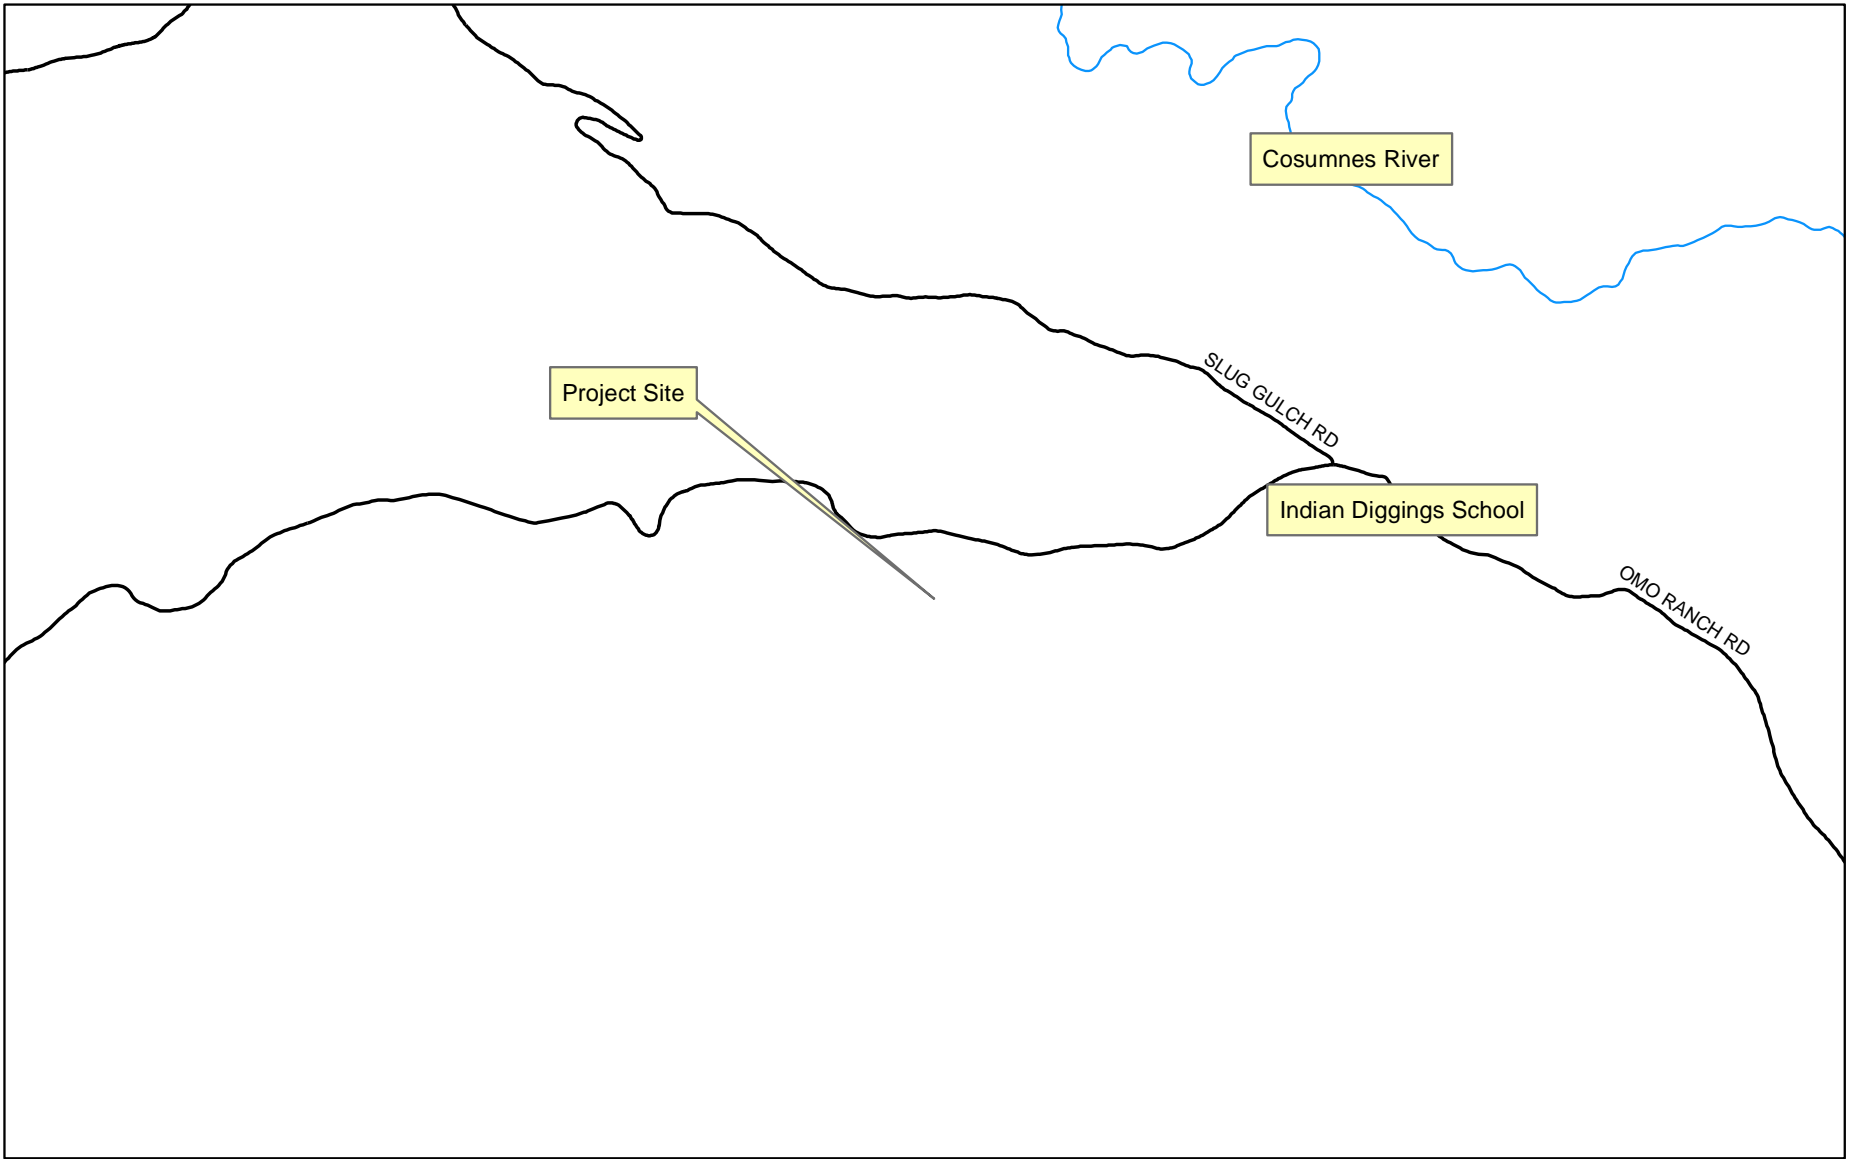 Cosumnes River
SLUG GULCH RD
Project Site
Indian Diggings School
OMO RANCH RD